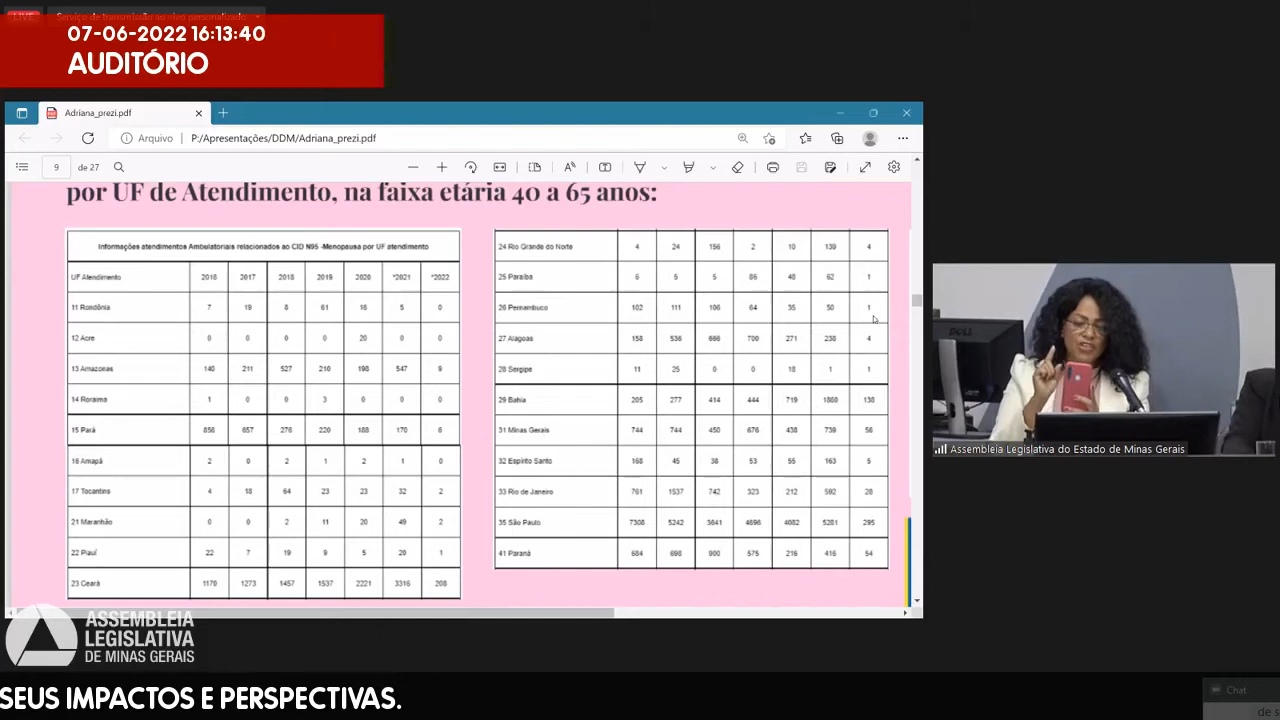 LIVE
Serviço de transmissão ao vivo personalizado
07-06-2022 16:13:40
AUDITÓRIO
Adriana_prezi.pdf
Arquivo P:/Apresentações/DDM/Adriana_prezi.pdf
9 de 27
por UF de Atendimento, na faixa etária 40 a 65 anos:
Informações atendimentos Ambulatoriais relacionados ao CID N95 -Menopausa por UF atendimento
UF Atendimento 2016 2017 2018 2019 2020 *2021 *2022
11 Rondônia 7 19 8 61 16 5 0
12 Acre 0 0 0 0 20 0 0
13 Amazonas 140 211 527 210 198 547 9
14 Roraima 1 0 0 3 0 0 0
15 Pará 856 657 276 220 188 170 6
16 Amapá 2 0 2 1 2 1 0
17 Tocantins 4 18 64 23 23 32 2
21 Maranhão 0 0 2 11 20 49 2
22 Piauí 22 7 19 9 5 20 1
23 Ceará 1170 1273 1457 1537 2221 3316 208
24 Rio Grande do Norte 4 24 156 2 10 139 4
25 Paraíba 6 5 5 86 48 62 1
26 Pernambuco 102 111 106 64 35 50 1
27 Alagoas 158 536 666 700 271 238 4
28 Sergipe 11 25 0 0 18 1 1
29 Bahia 205 277 414 444 719 1860 138
31 Minas Gerais 744 744 450 676 438 739 56
32 Espírito Santo 168 45 38 53 55 163 5
33 Rio de Janeiro 761 1537 742 323 212 592 28
35 São Paulo 7308 5242 3641 4696 4082 5281 295
41 Paraná 684 698 900 575 216 416 54
DELL
Assembleia Legislativa do Estado de Minas Gerais
ASSEMBLEIA
LEGISLATIVA
DE MINAS GERAIS
SEUS IMPACTOS E PERSPECTIVAS.
Chat
de s